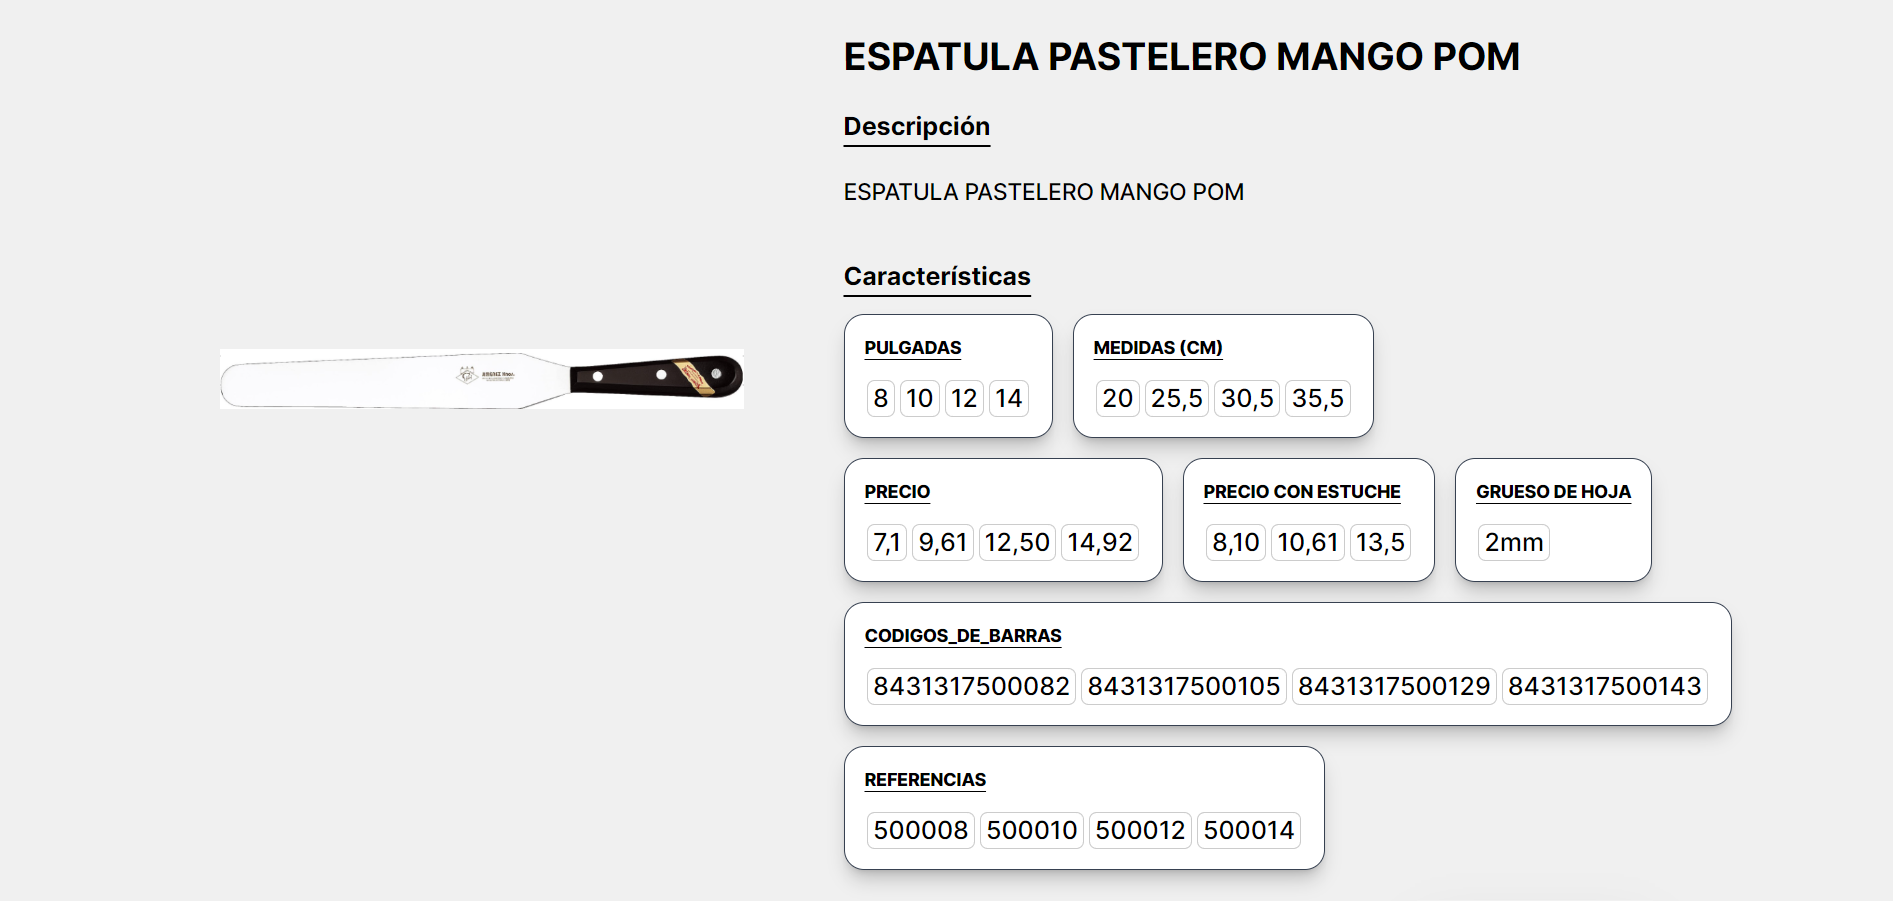 ESPATULA PASTELERO MANGO POM
Descripción
ESPATULA PASTELERO MANGO POM
Características
PULGADAS
8 10 12 14
MEDIDAS (CM)
20 25,5 30,5 35,5
PRECIO
7,1 9,61 12,50 14,92
PRECIO CON ESTUCHE
8,10 10,61 13,5
GRUESO DE HOJA
2mm
CODIGOS_DE_BARRAS
8431317500082 8431317500105 8431317500129 8431317500143
REFERENCIAS
500008 500010 500012 500014